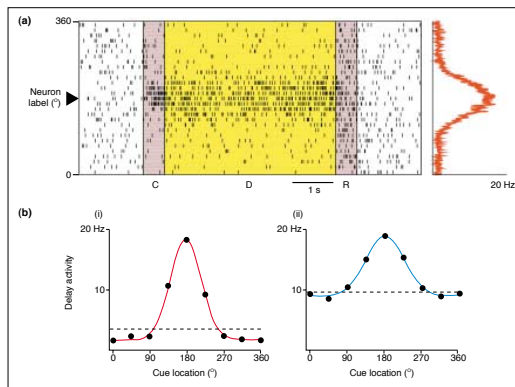 (a)
360
Neuron
label (°)
0
C
D
1 s
R
20 Hz
(b)
(i)
(ii)
20 Hz
20 Hz
Delay activity
10
10
0
90
180
270
360
0
90
180
270
360
Cue location (°)
Cue location (°)